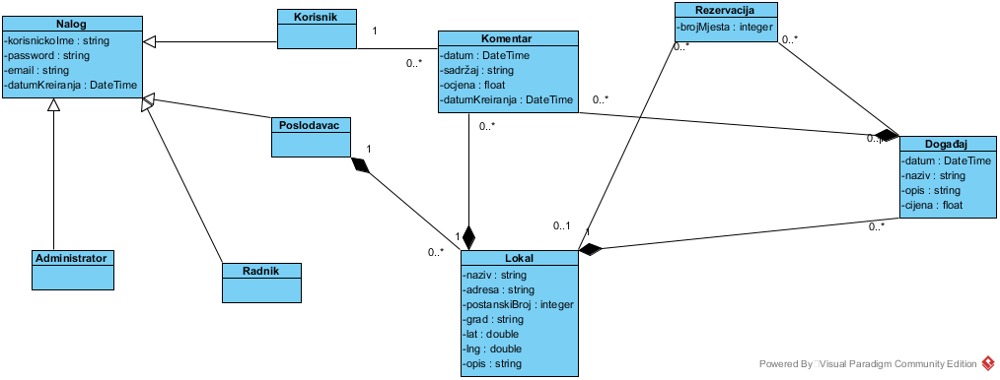 Nalog
-korisnickoIme : string
-password : string
-email : string
-datumKreiranja : DateTime
Korisnik
1
0..*
Komentar
-datum : DateTime
-sadržaj : string
-ocjena : float
-datumKreiranja : DateTime
0..*
0..*
Rezervacija
-brojMjesta : integer
0..*
0..*
Poslodavac
1
0..*
Događaj
-datum : DateTime
-naziv : string
-opis : string
-cijena : float
0..*
0..1
1
1
Administrator
Radnik
Lokal
-naziv : string
-adresa : string
-postanskiBroj : integer
-grad : string
-lat : double
-lng : double
-opis : string
Powered By Visual Paradigm Community Edition